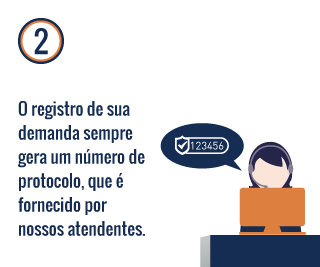 2
O registro de sua
demanda sempre
gera um número de
protocolo, que é
fornecido por
nossos atendentes.
123456